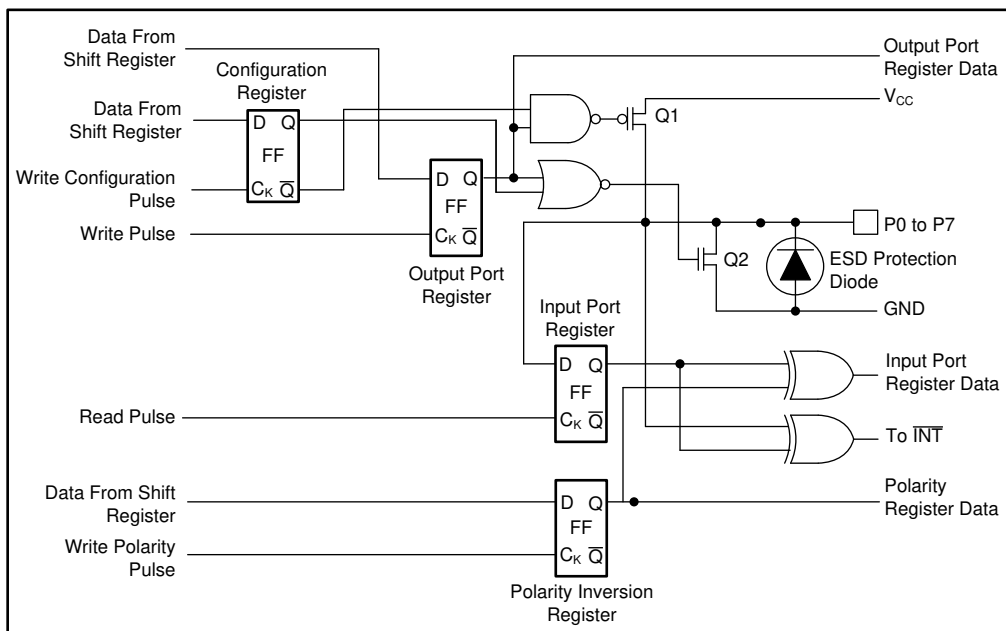 Data From
Shift Register
Configuration
Register
Output Port
Register Data
VCC
Q1
Data From
Shift Register
D Q
FF
CK Q̅
Write Configuration
Pulse
D Q
FF
CK Q̅
Write Pulse
Output Port
Register
P0 to P7
Q2
ESD Protection
Diode
GND
Input Port
Register
D Q
FF
CK Q̅
Input Port
Register Data
Read Pulse
To I̅N̅T̅
Data From Shift
Register
D Q
FF
CK Q̅
Polarity
Register Data
Write Polarity
Pulse
Polarity Inversion
Register